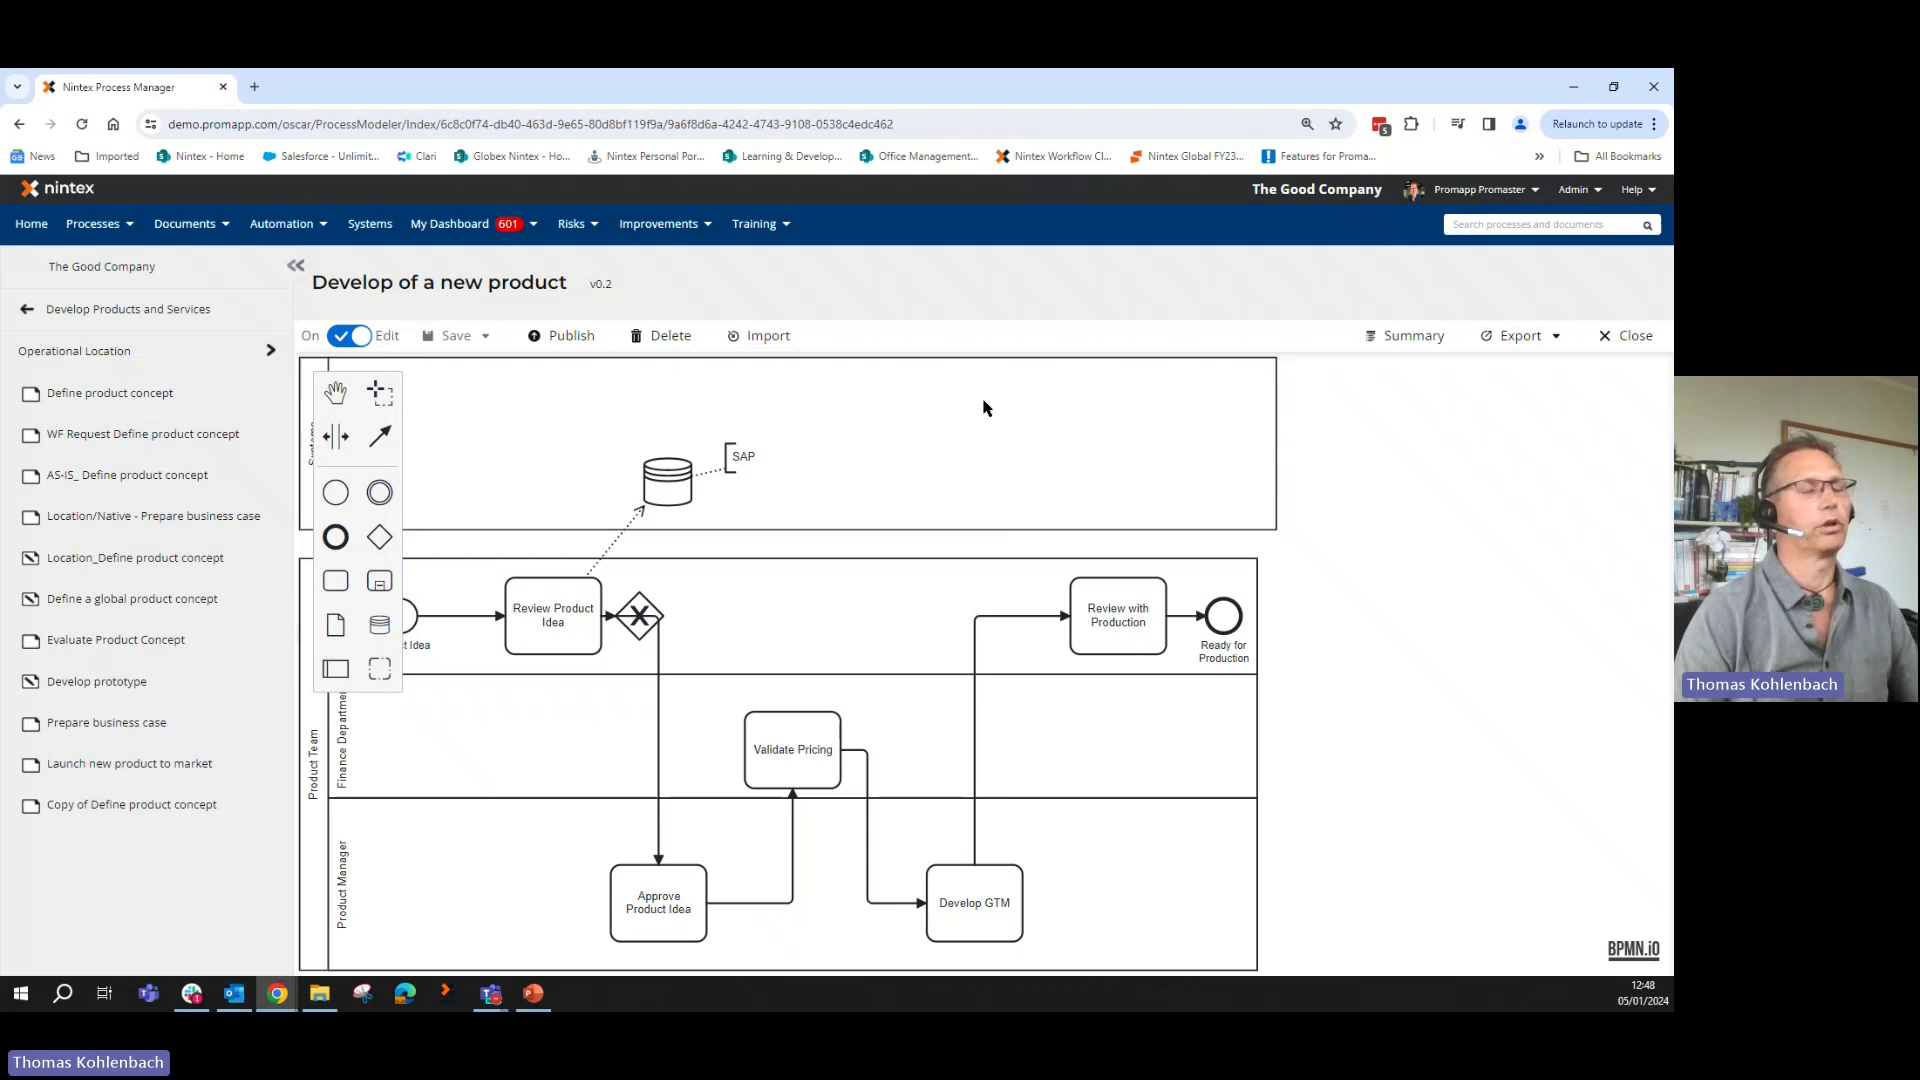 Nintex Process Manager
demo.promapp.com/oscar/ProcessModeler/Index/6c8c0f74-db40-463d-9e65-80d8bf119f9a/9a6f8d6a-4242-4743-9108-0538c4edc462
5
Relaunch to update
News
Imported
Nintex - Home
Salesforce - Unlimit...
Clari
Globex Nintex - Ho...
Nintex Personal Por...
Learning & Develop...
Office Management...
Nintex Workflow Cl...
Nintex Global FY23...
Features for Proma...
All Bookmarks
nintex
The Good Company
Promapp Promaster
Admin
Help
Home
Processes
Documents
Automation
Systems
My Dashboard 601
Risks
Improvements
Training
Search processes and documents
The Good Company
Develop Products and Services
Operational Location
Define product concept
WF Request Define product concept
AS-IS_ Define product concept
Location/Native - Prepare business case
Location_Define product concept
Define a global product concept
Evaluate Product Concept
Develop prototype
Prepare business case
Launch new product to market
Copy of Define product concept
Develop of a new product v0.2
On
Edit
Save
Publish
Delete
Import
Summary
Export
Close
SAP
Review Product
Idea
t Idea
Review with
Production
Ready for
Production
Product Team
Finance Departmen
Validate Pricing
Product Manager
Approve
Product Idea
Develop GTM
BPMN.iO
12:48
05/01/2024
Thomas Kohlenbach
Thomas Kohlenbach